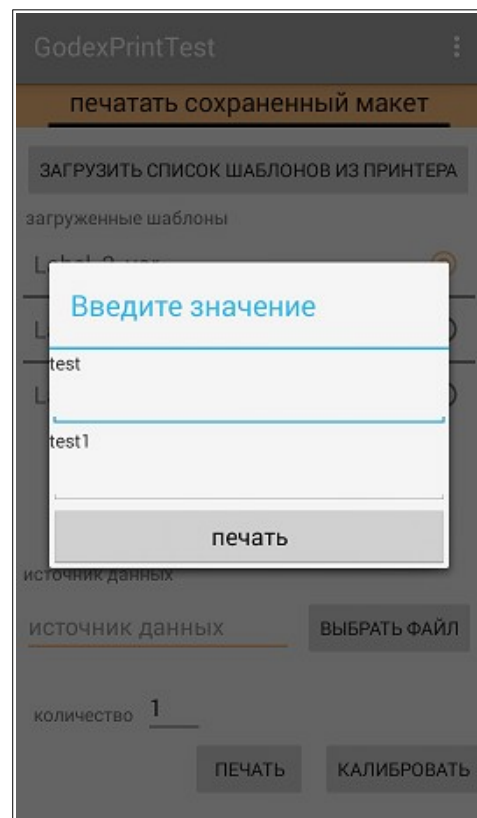 GodexPrintTest
печатать сохраненный макет
ЗАГРУЗИТЬ СПИСОК ШАБЛОНОВ ИЗ ПРИНТЕРА
загруженные шаблоны
Введите значение
test
test1
печать
источник данных
источник данных
ВЫБРАТЬ ФАЙЛ
количество 1
ПЕЧАТЬ
КАЛИБРОВАТЬ